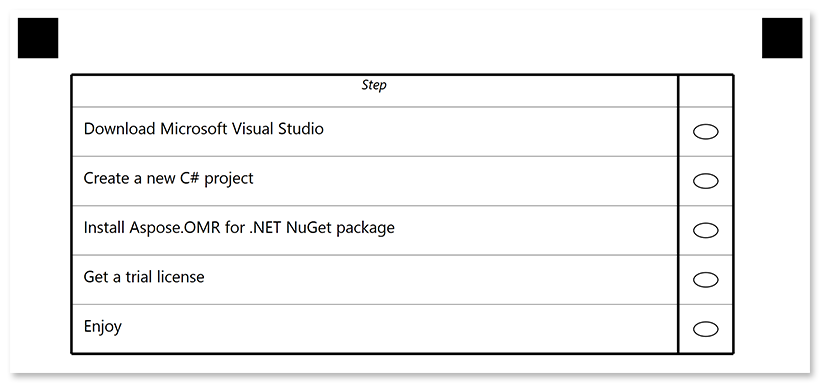 Step
Download Microsoft Visual Studio
Create a new C# project
Install Aspose.OMR for .NET NuGet package
Get a trial license
Enjoy